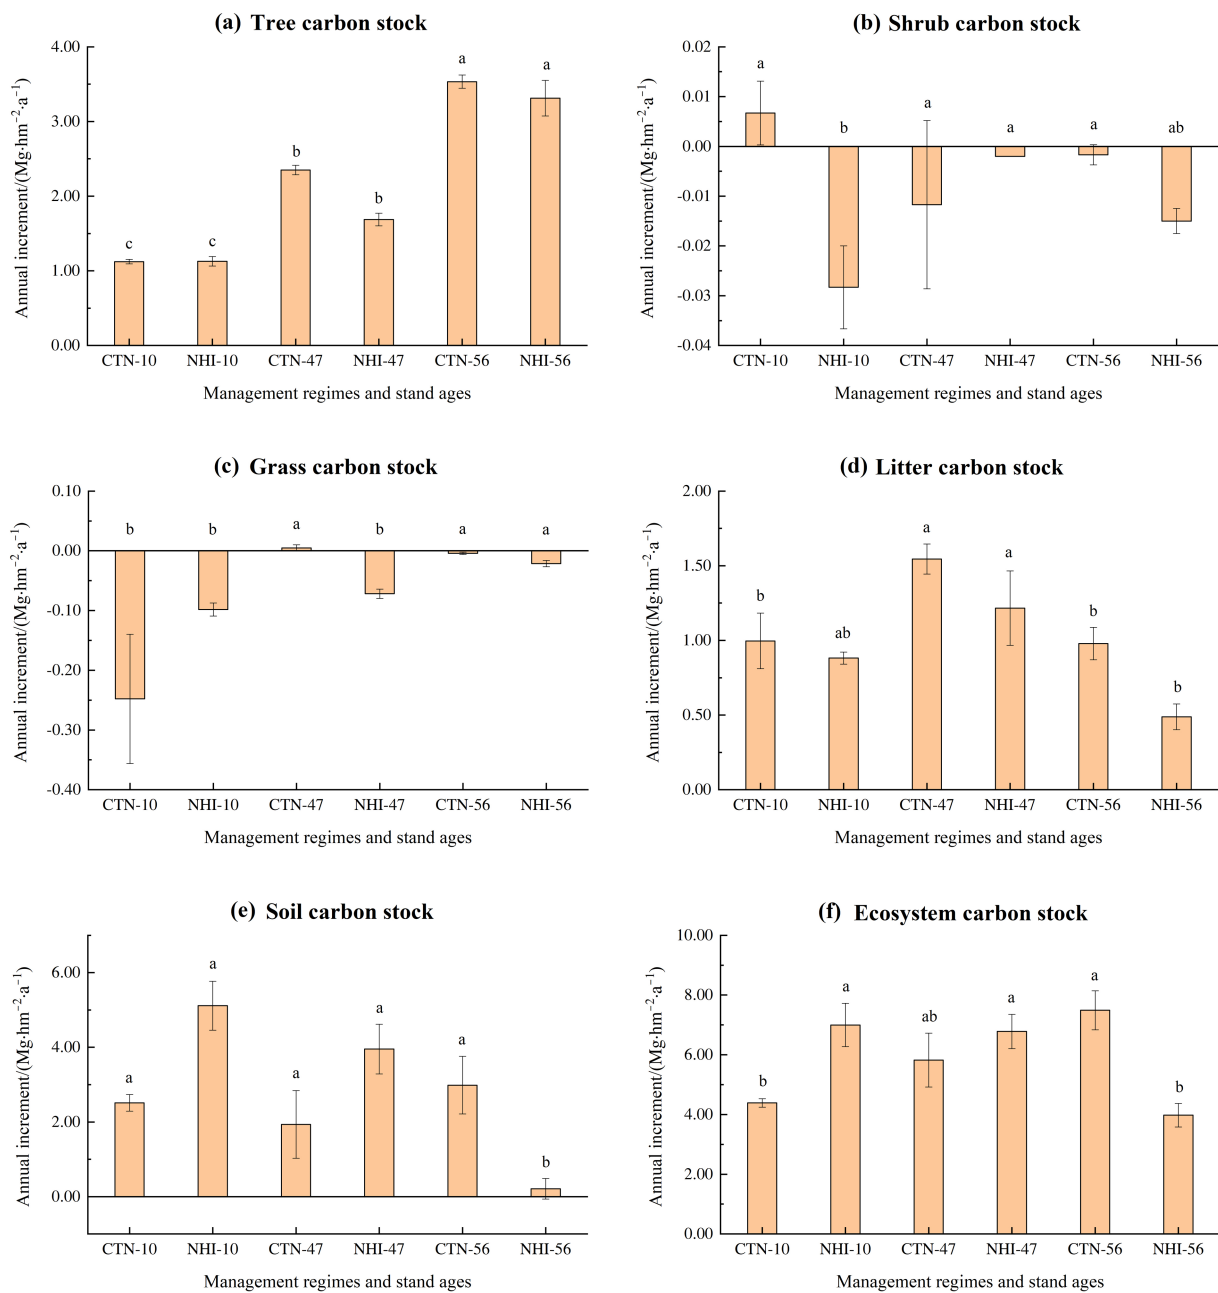 (a) Tree carbon stock
Annual increment/(Mg·hm⁻²·a⁻¹)
4.00
3.00
2.00
1.00
0.00
c
c
b
b
a
a
CTN-10 NHI-10 CTN-47 NHI-47 CTN-56 NHI-56
Management regimes and stand ages
(b) Shrub carbon stock
Annual increment/(Mg·hm⁻²·a⁻¹)
0.02
0.01
0.00
-0.01
-0.02
-0.03
-0.04
a
b
a
a
a
ab
CTN-10 NHI-10 CTN-47 NHI-47 CTN-56 NHI-56
Management regimes and stand ages
(c) Grass carbon stock
Annual increment/(Mg·hm⁻²·a⁻¹)
0.10
0.00
-0.10
-0.20
-0.30
-0.40
b
b
a
b
a
a
CTN-10 NHI-10 CTN-47 NHI-47 CTN-56 NHI-56
Management regimes and stand ages
(d) Litter carbon stock
Annual increment/(Mg·hm⁻²·a⁻¹)
2.00
1.50
1.00
0.50
0.00
b
ab
a
a
b
b
CTN-10 NHI-10 CTN-47 NHI-47 CTN-56 NHI-56
Management regimes and stand ages
(e) Soil carbon stock
Annual increment/(Mg·hm⁻²·a⁻¹)
6.00
4.00
2.00
0.00
a
a
a
a
a
b
CTN-10 NHI-10 CTN-47 NHI-47 CTN-56 NHI-56
Management regimes and stand ages
(f) Ecosystem carbon stock
Annual increment/(Mg·hm⁻²·a⁻¹)
10.00
8.00
6.00
4.00
2.00
0.00
b
a
ab
a
a
b
CTN-10 NHI-10 CTN-47 NHI-47 CTN-56 NHI-56
Management regimes and stand ages